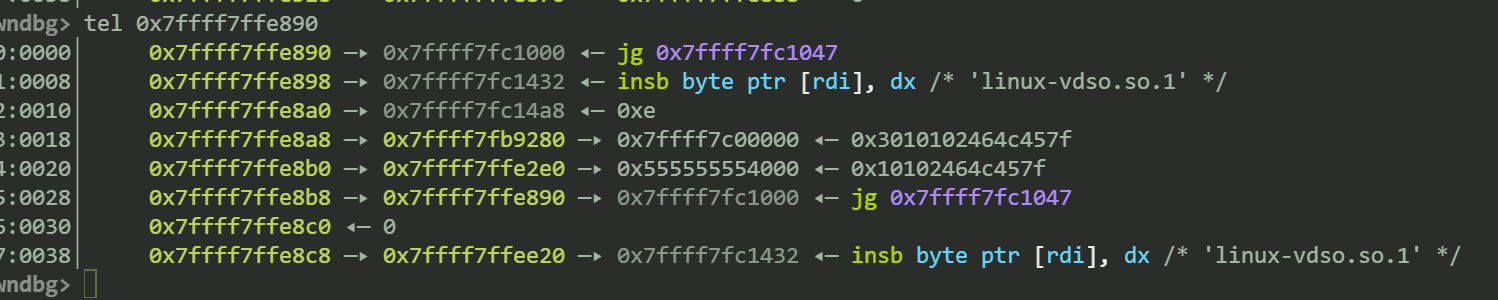 wndbg> tel 0x7ffff7ffe890
0:0000│ 0x7ffff7ffe890 —▸ 0x7ffff7fc1000 ◂— jg 0x7ffff7fc1047
1:0008│ 0x7ffff7ffe898 —▸ 0x7ffff7fc1432 ◂— insb byte ptr [rdi], dx /* 'linux-vdso.so.1' */
2:0010│ 0x7ffff7ffe8a0 —▸ 0x7ffff7fc14a8 ◂— 0xe
3:0018│ 0x7ffff7ffe8a8 —▸ 0x7ffff7fb9280 —▸ 0x7ffff7c00000 ◂— 0x3010102464c457f
4:0020│ 0x7ffff7ffe8b0 —▸ 0x7ffff7ffe2e0 —▸ 0x555555554000 ◂— 0x10102464c457f
5:0028│ 0x7ffff7ffe8b8 —▸ 0x7ffff7ffe890 —▸ 0x7ffff7fc1000 ◂— jg 0x7ffff7fc1047
6:0030│ 0x7ffff7ffe8c0 ◂— 0
7:0038│ 0x7ffff7ffe8c8 —▸ 0x7ffff7ffee20 —▸ 0x7ffff7fc1432 ◂— insb byte ptr [rdi], dx /* 'linux-vdso.so.1' */
wndbg>